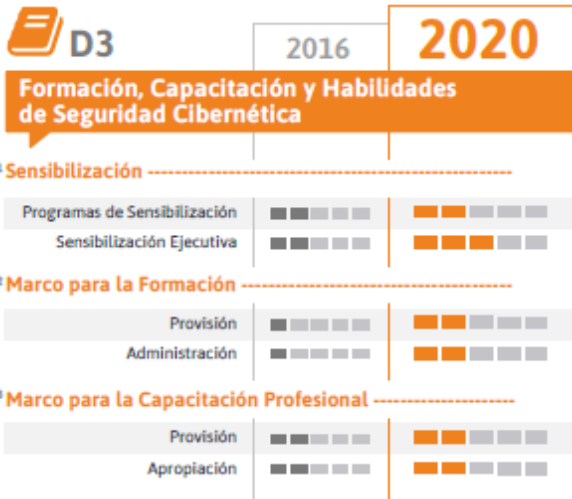 D3
2016
2020
Formación, Capacitación y Habilidades
de Seguridad Cibernética
Sensibilización
Programas de Sensibilización
Sensibilización Ejecutiva
Marco para la Formación
Provisión
Administración
Marco para la Capacitación Profesional
Provisión
Apropiación